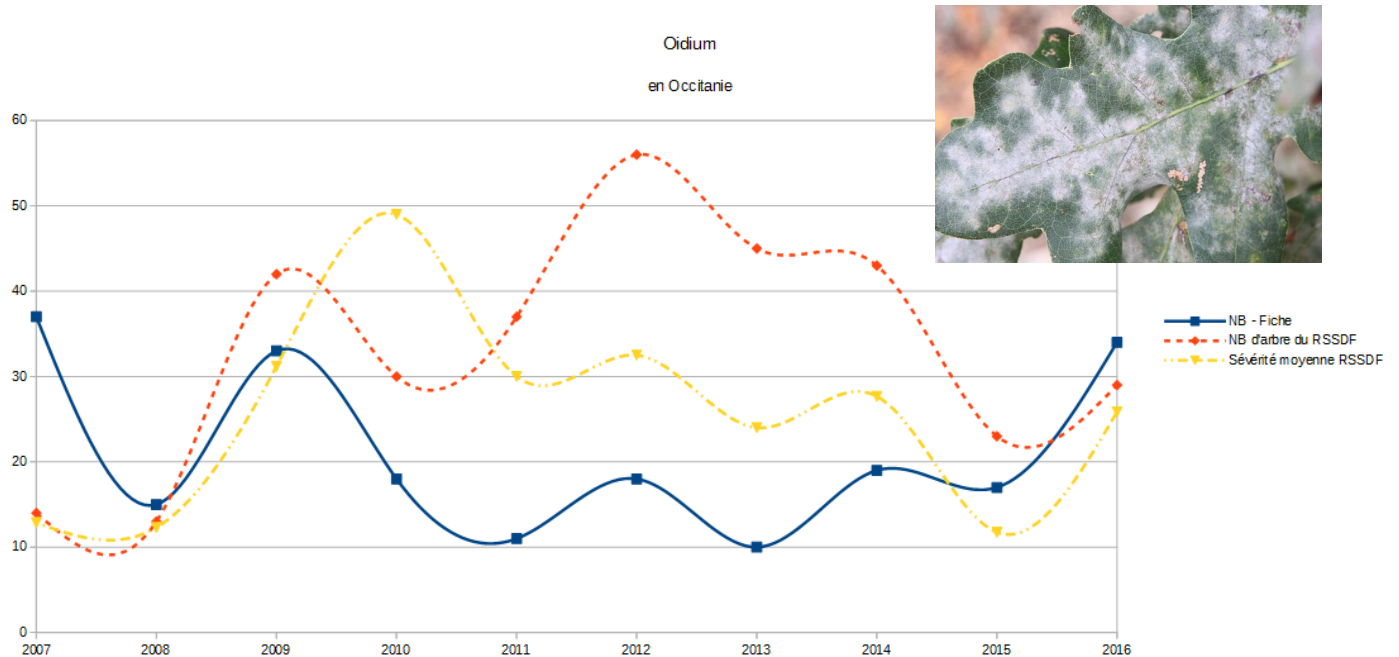 Oidium
en Occitanie
60
50
40
30
20
10
0
2007 2008 2009 2010 2011 2012 2013 2014 2015 2016
NB - Fiche
NB d'arbre du RSSDF
Sévérité moyenne RSSDF